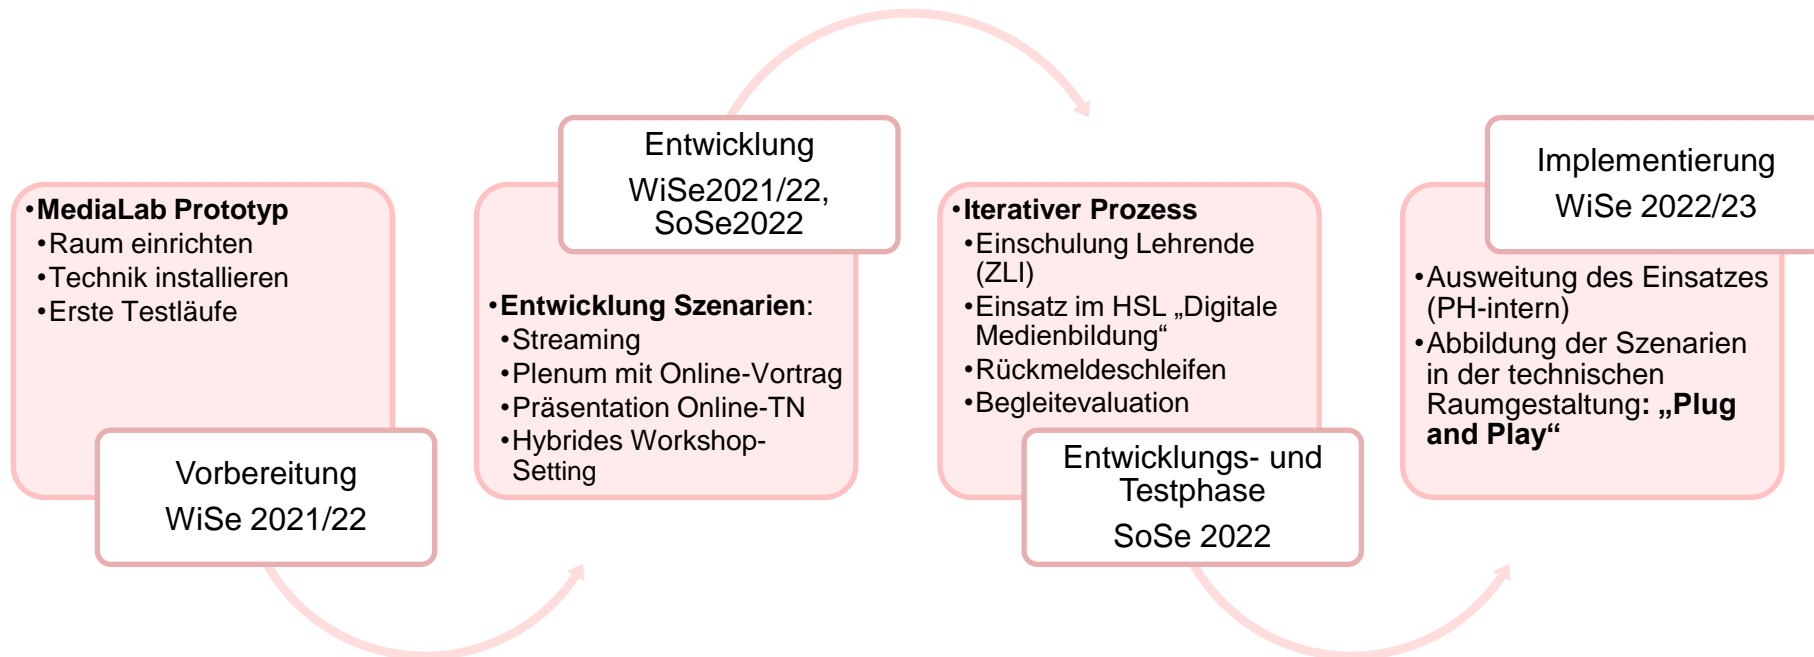 •MediaLab Prototyp
•Raum einrichten
•Technik installieren
•Erste Testläufe
Vorbereitung
WiSe 2021/22
Entwicklung
WiSe2021/22,
SoSe2022
•Entwicklung Szenarien:
•Streaming
•Plenum mit Online-Vortrag
•Präsentation Online-TN
•Hybrides Workshop-
Setting
•Iterativer Prozess
•Einschulung Lehrende
(ZLI)
•Einsatz im HSL „Digitale
Medienbildung“
•Rückmeldeschleifen
•Begleitevaluation
Entwicklungs- und
Testphase
SoSe 2022
Implementierung
WiSe 2022/23
•Ausweitung des Einsatzes
(PH-intern)
•Abbildung der Szenarien
in der technischen
Raumgestaltung: „Plug
and Play“